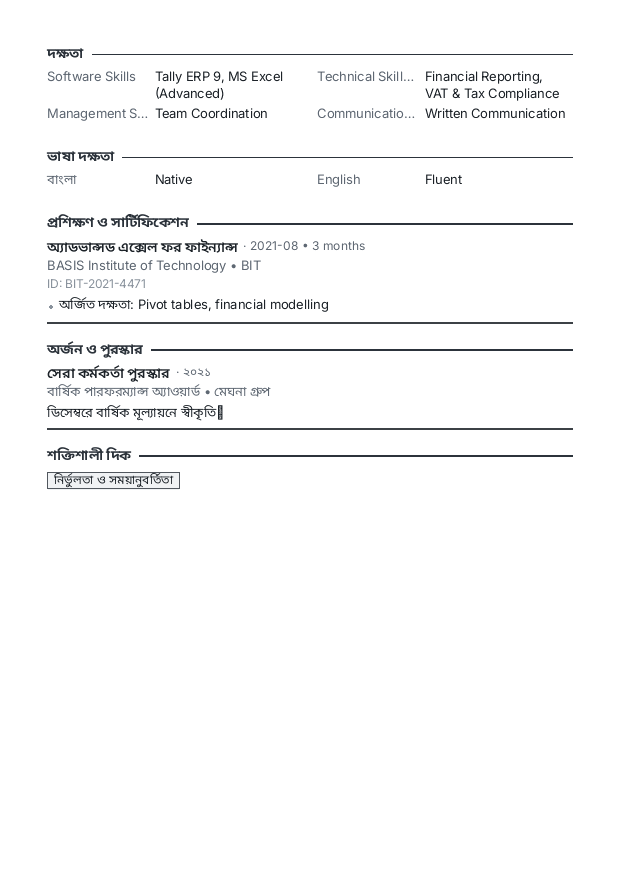 দক্ষতা
Software Skills Tally ERP 9, MS Excel (Advanced) Technical Skill... Financial Reporting, VAT & Tax Compliance
Management S... Team Coordination Communicatio... Written Communication
ভাষা দক্ষতা
বাংলা Native English Fluent
প্রশিক্ষণ ও সার্টিফিকেশন
অ্যাডভান্সড এক্সেল ফর ফাইন্যান্স · 2021-08 • 3 months
BASIS Institute of Technology • BIT
ID: BIT-2021-4471
• অর্জিত দক্ষতা: Pivot tables, financial modelling
অর্জন ও পুরস্কার
সেরা কর্মকর্তা পুরস্কার · ২০২১
বার্ষিক পারফরম্যান্স অ্যাওয়ার্ড • মেঘনা গ্রুপ
ডিসেম্বরে বার্ষিক মূল্যায়নে স্বীকৃতি
শক্তিশালী দিক
নির্ভুলতা ও সময়ানুবর্তিতা